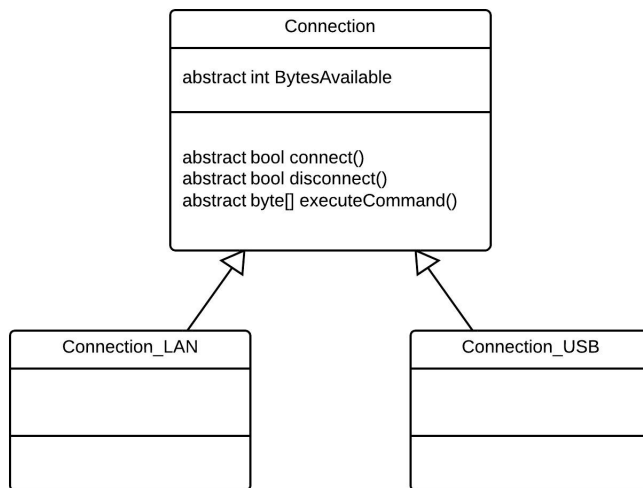 Connection
abstract int BytesAvailable
abstract bool connect()
abstract bool disconnect()
abstract byte[] executeCommand()
Connection_LAN
Connection_USB